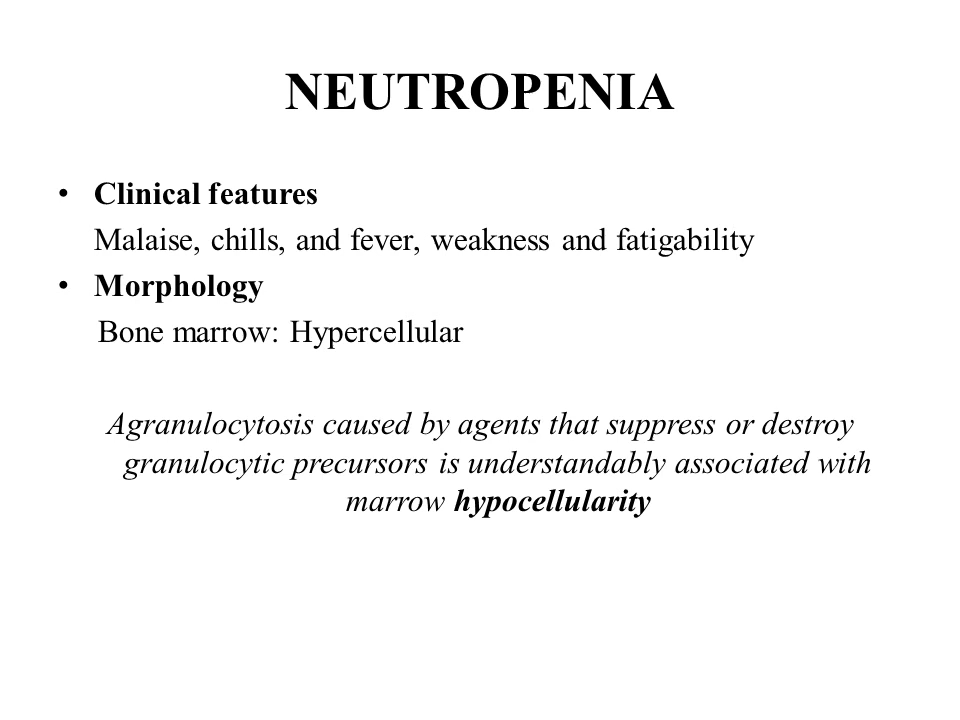 NEUTROPENIA
• Clinical features
Malaise, chills, and fever, weakness and fatigability
• Morphology
Bone marrow: Hypercellular
Agranulocytosis caused by agents that suppress or destroy
granulocytic precursors is understandably associated with
marrow hypocellularity